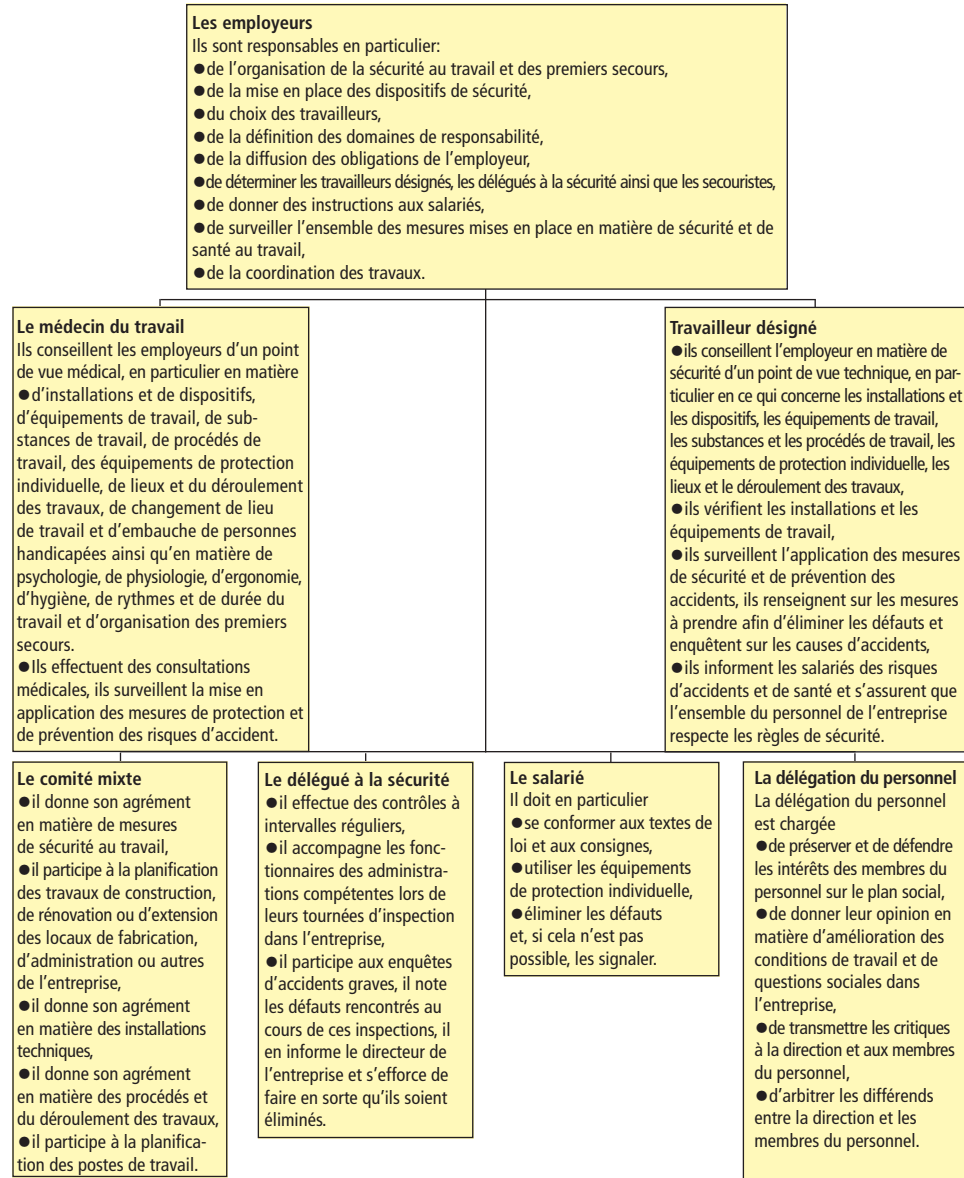 Les employeurs
Ils sont responsables en particulier:
●de l'organisation de la sécurité au travail et des premiers secours,
●de la mise en place des dispositifs de sécurité,
●du choix des travailleurs,
●de la définition des domaines de responsabilité,
●de la diffusion des obligations de l'employeur,
●de déterminer les travailleurs désignés, les délégués à la sécurité ainsi que les secouristes,
●de donner des instructions aux salariés,
●de surveiller l'ensemble des mesures mises en place en matière de sécurité et de
santé au travail,
●de la coordination des travaux.
Le médecin du travail
Ils conseillent les employeurs d'un point
de vue médical, en particulier en matière
●d'installations et de dispositifs,
d'équipements de travail, de sub-
stances de travail, de procédés de
travail, des équipements de protection
individuelle, de lieux et du déroulement
des travaux, de changement de lieu
de travail et d'embauche de personnes
handicapées ainsi qu'en matière de
psychologie, de physiologie, d'ergonomie,
d'hygiène, de rythmes et de durée du
travail et d'organisation des premiers
secours.
●Ils effectuent des consultations
médicales, ils surveillent la mise en
application des mesures de protection et
de prévention des risques d'accident.
Travailleur désigné
●ils conseillent l'employeur en matière de
sécurité d'un point de vue technique, en par-
ticulier en ce qui concerne les installations et
les dispositifs, les équipements de travail,
les substances et les procédés de travail, les
équipements de protection individuelle, les
lieux et le déroulement des travaux,
●ils vérifient les installations et les
équipements de travail,
●ils surveillent l'application des mesures
de sécurité et de prévention des
accidents, ils renseignent sur les mesures
à prendre afin d'éliminer les défauts et
enquêtent sur les causes d'accidents,
●ils informent les salariés des risques
d'accidents et de santé et s'assurent que
l'ensemble du personnel de l'entreprise
respecte les règles de sécurité.
Le comité mixte
●il donne son agrément
en matière de mesures
de sécurité au travail,
●il participe à la planification
des travaux de construction,
de rénovation ou d'extension
des locaux de fabrication,
d'administration ou autres
de l'entreprise,
●il donne son agrément
en matière des installations
techniques,
●il donne son agrément
en matière des procédés et
du déroulement des travaux,
●il participe à la planifica-
tion des postes de travail.
Le délégué à la sécurité
●il effectue des contrôles à
intervalles réguliers,
●il accompagne les fonc-
tionnaires des administra-
tions compétentes lors de
leurs tournées d'inspection
dans l'entreprise,
●il participe aux enquêtes
d'accidents graves, il note
les défauts rencontrés au
cours de ces inspections, il
en informe le directeur de
l'entreprise et s'efforce de
faire en sorte qu'ils soient
éliminés.
Le salarié
Il doit en particulier
●se conformer aux textes de
loi et aux consignes,
●utiliser les équipements
de protection individuelle,
●éliminer les défauts
et, si cela n'est pas
possible, les signaler.
La délégation du personnel
La délégation du personnel
est chargée
●de préserver et de défendre
les intérêts des membres du
personnel sur le plan social,
●de donner leur opinion en
matière d'amélioration des
conditions de travail et de
questions sociales dans
l'entreprise,
●de transmettre les critiques
à la direction et aux membres
du personnel,
●d'arbitrer les différends
entre la direction et les
membres du personnel.